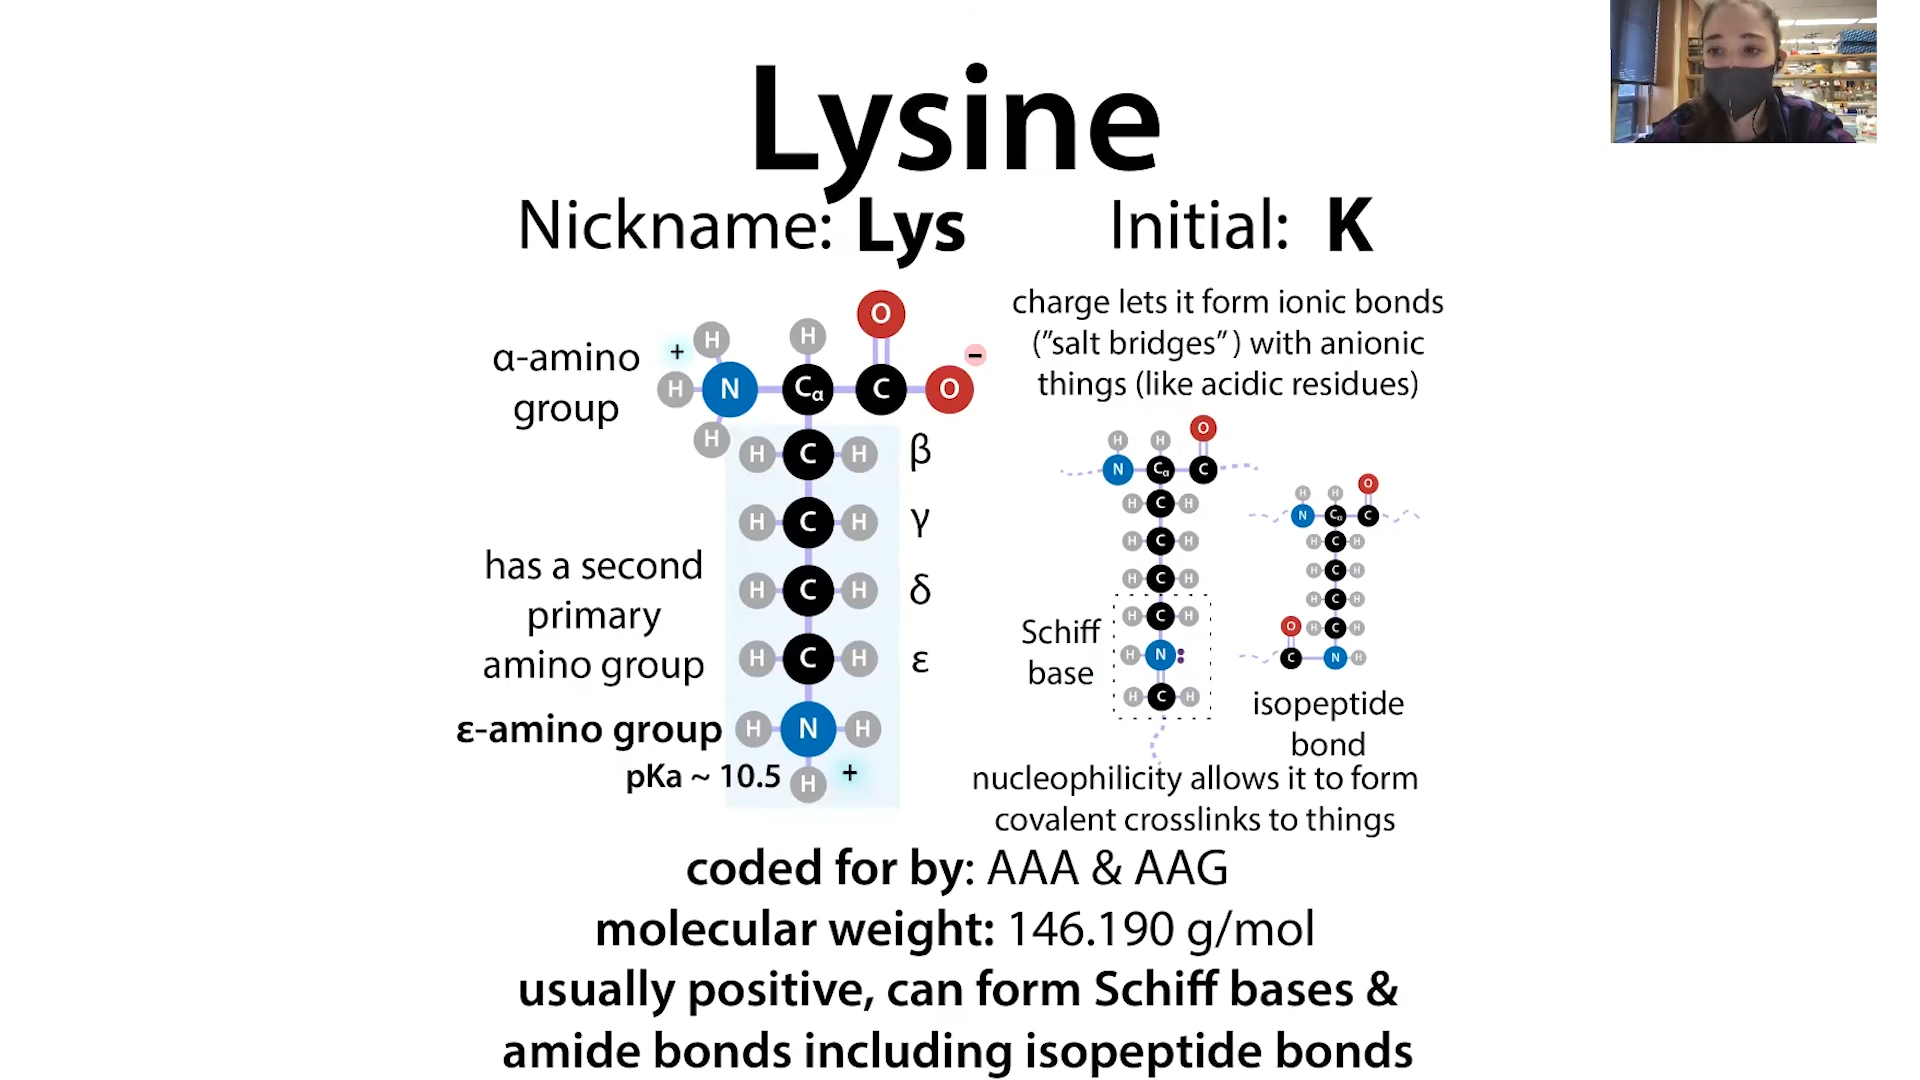 Lysine
Nickname: Lys
Initial: K
α-amino
group
+
H
H
H
N
H
Cα
C
O
O
−
H C H β
H C H γ
H C H δ
H C H ε
has a second
primary
amino group
ε-amino group
H N H
pKa ~ 10.5
H
+
charge lets it form ionic bonds
("salt bridges") with anionic
things (like acidic residues)
H H O
N Cα C
H C H
H C H
H C H
H C H
H N :
H C H
Schiff
base
H H O
N Cα C
H C H
H C H
H C H
O H C H
C N H
isopeptide
bond
nucleophilicity allows it to form
covalent crosslinks to things
coded for by: AAA & AAG
molecular weight: 146.190 g/mol
usually positive, can form Schiff bases &
amide bonds including isopeptide bonds